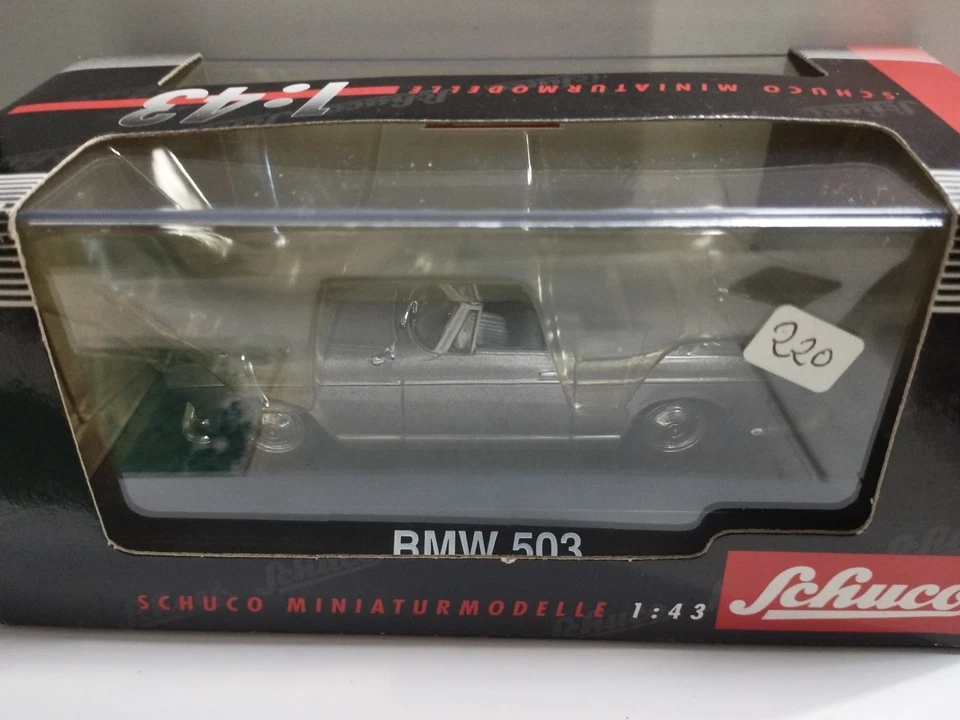 SCHUCO MINIATURMODELLE
1:43
220
BMW 503
SCHUCO MINIATURMODELLE 1:43
Schuco